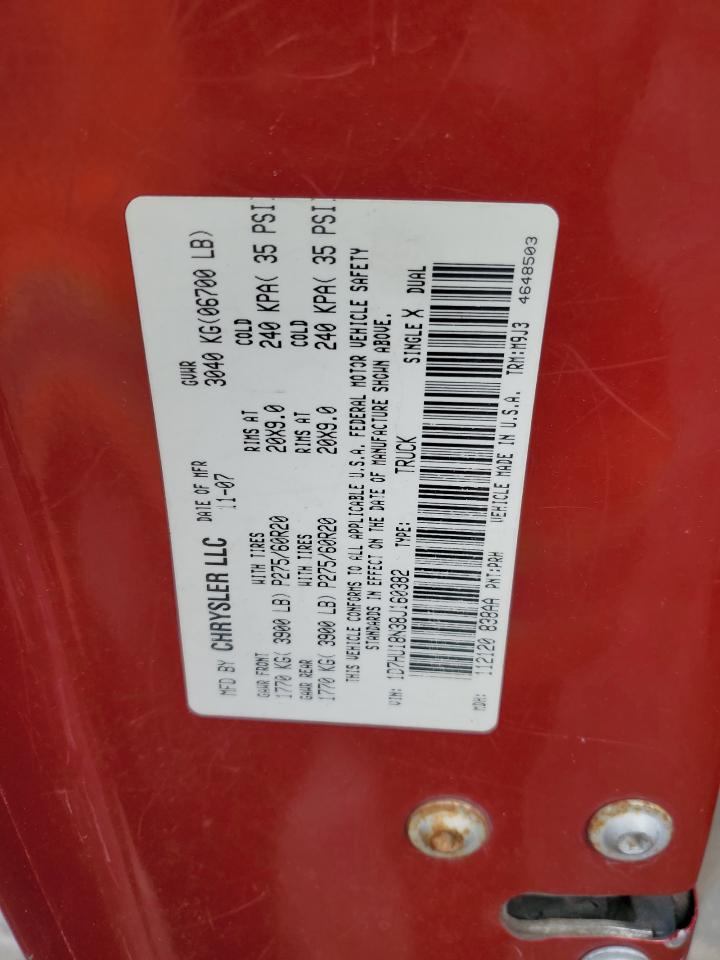 MFD BY CHRYSLER LLC DATE OF MFR GVWR
11-07 3040 KG(06700 LB)
GAWR FRONT WITH TIRES RIMS AT COLD
1770 KG( 3900 LB) P275/60R20 20X9.0 240 KPA( 35 PSI)
GAWR REAR WITH TIRES RIMS AT COLD
1770 KG( 3900 LB) P275/60R20 20X9.0 240 KPA( 35 PSI)
THIS VEHICLE CONFORMS TO ALL APPLICABLE U.S.A. FEDERAL MOTOR VEHICLE SAFETY
STANDARDS IN EFFECT ON THE DATE OF MANUFACTURE SHOWN ABOVE.
VIN: 1D7HU18N38J160382 TYPE: TRUCK SINGLE X DUAL
MDH: 112120 838AA PNT:PRH VEHICLE MADE IN U.S.A. TRM:M9J3
4648503